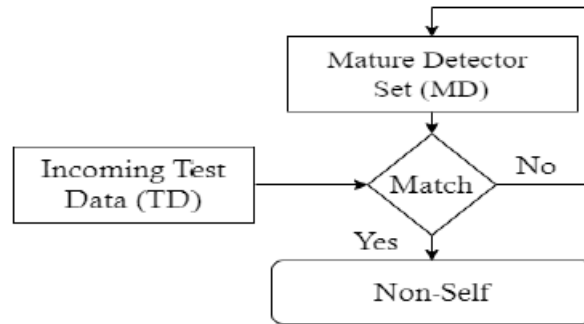 Mature Detector
Set (MD)
Incoming Test
Data (TD)
Match
No
Yes
Non-Self